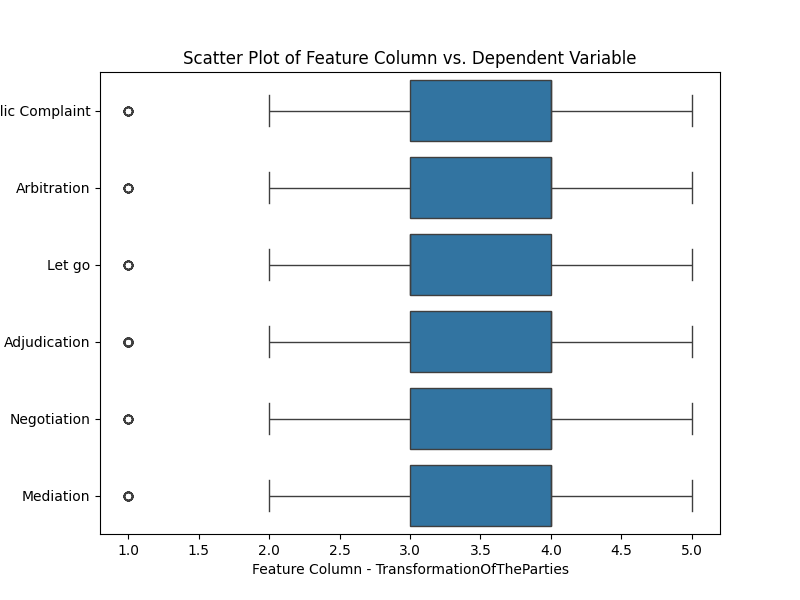 Scatter Plot of Feature Column vs. Dependent Variable
lic Complaint
Arbitration
Let go
Adjudication
Negotiation
Mediation
1.0 1.5 2.0 2.5 3.0 3.5 4.0 4.5 5.0
Feature Column - TransformationOfTheParties